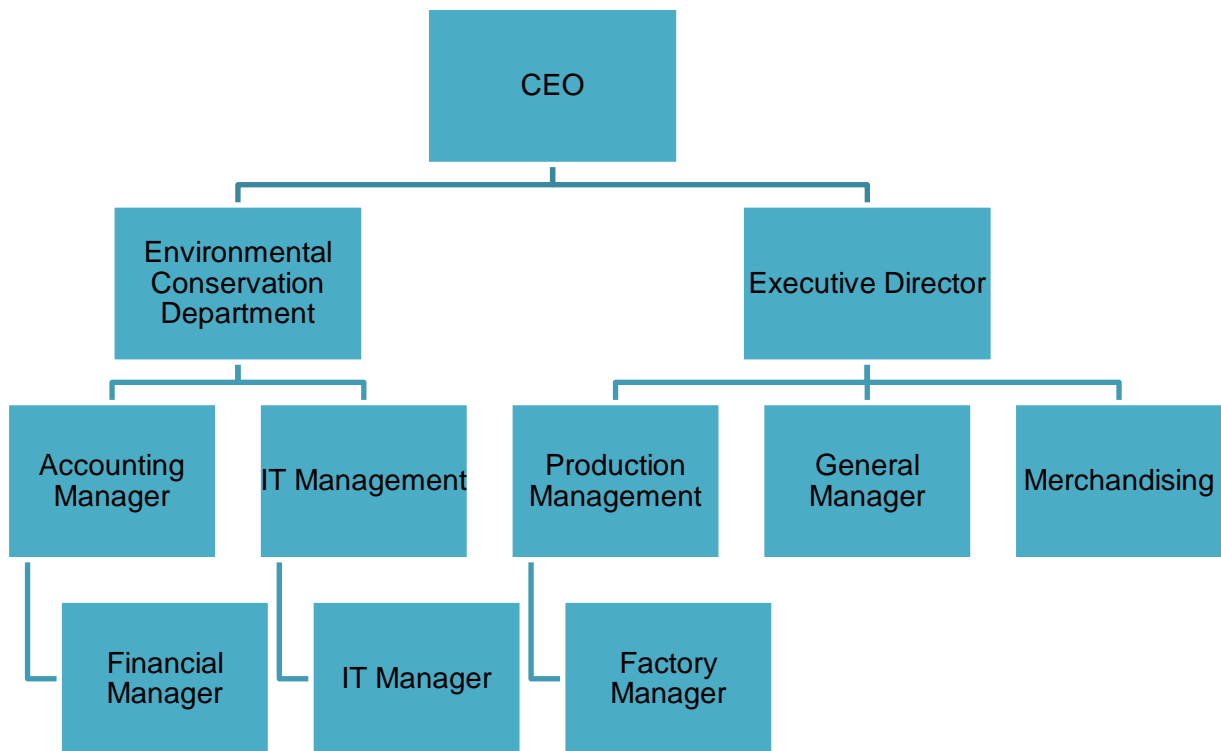 CEO
Environmental
Conservation
Department
Executive Director
Accounting
Manager
IT Management
Production
Management
General
Manager
Merchandising
Financial
Manager
IT Manager
Factory
Manager